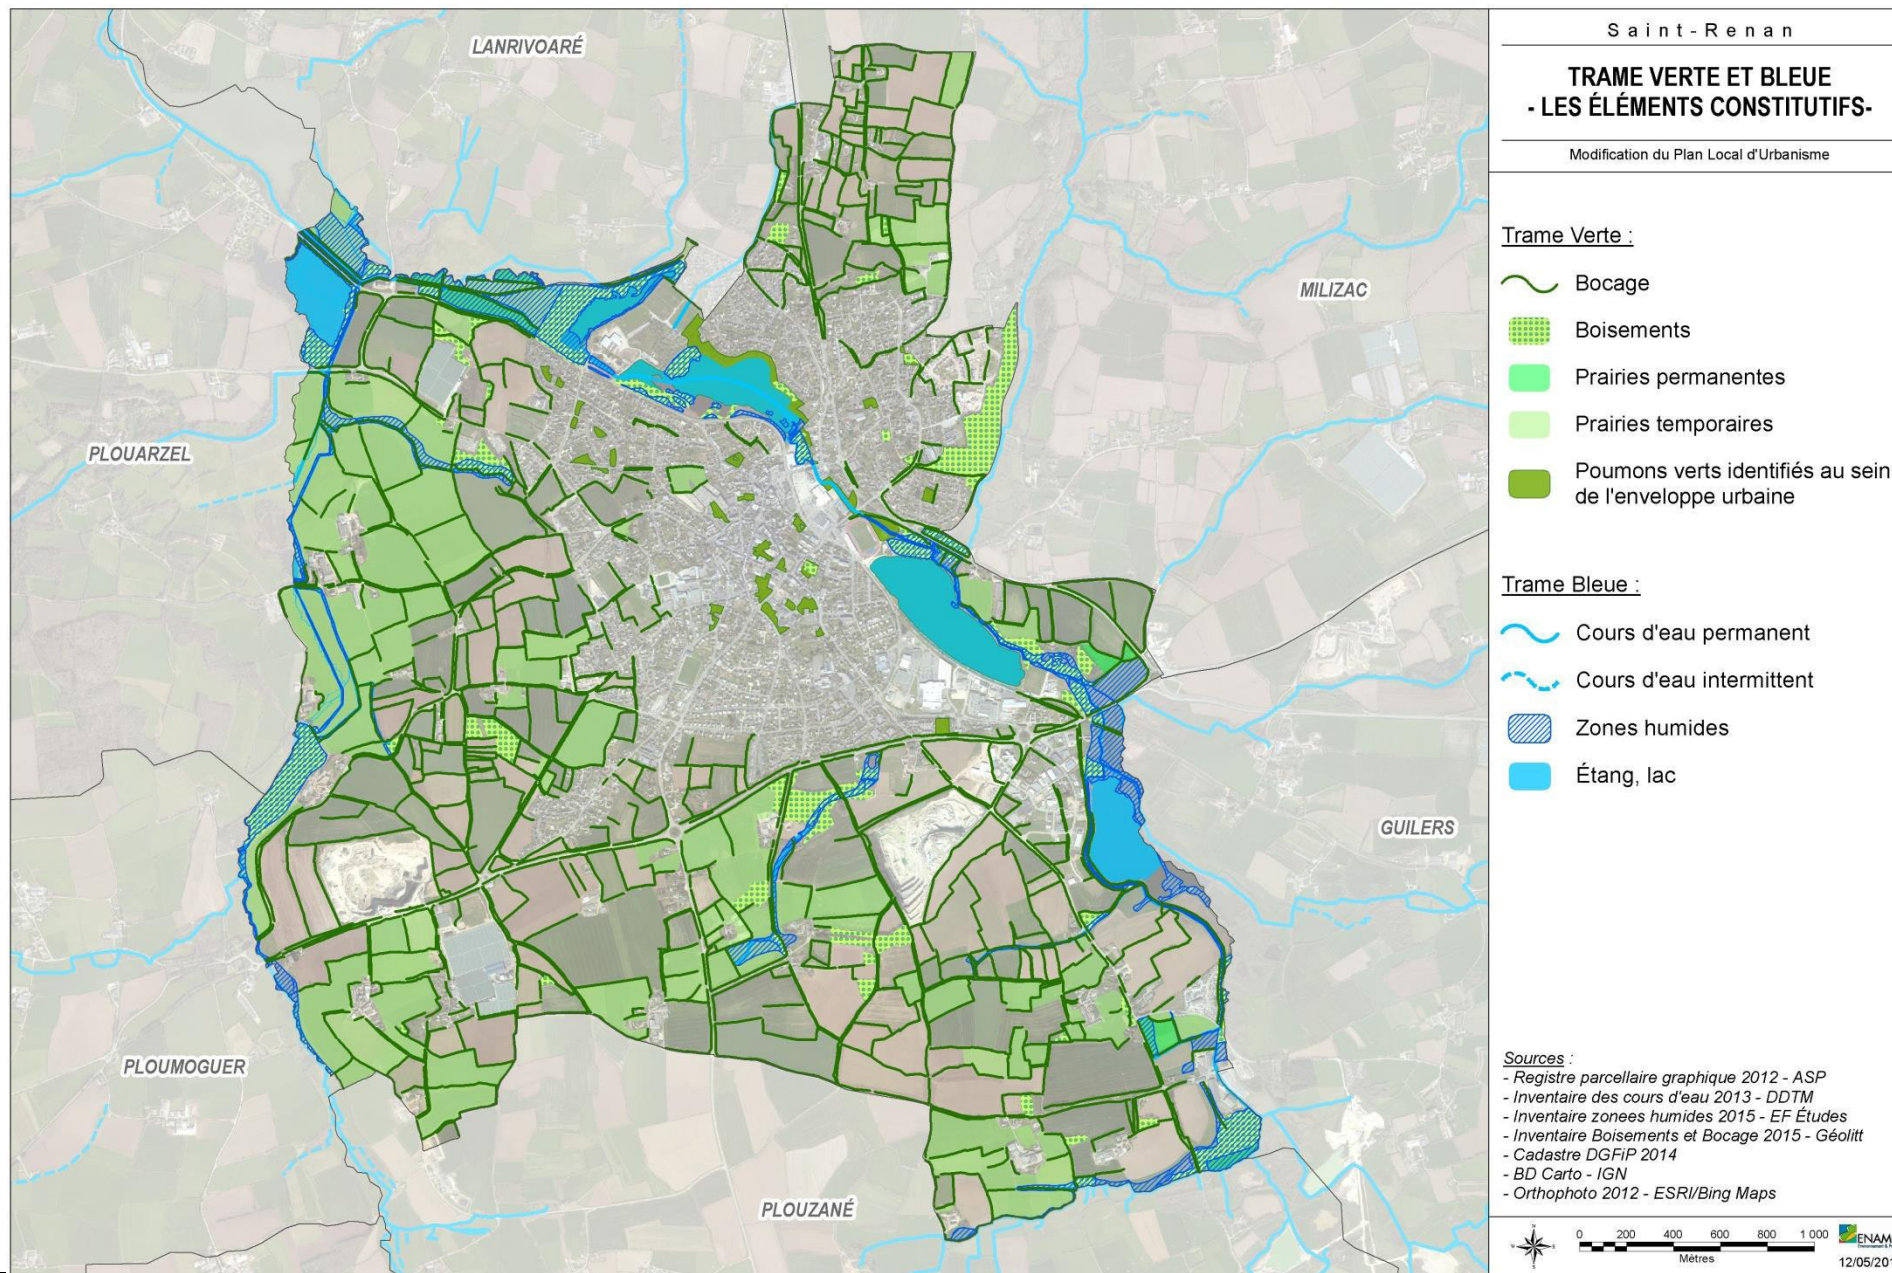 LANRIVOARÉ
MILIZAC
PLOUARZEL
GUILERS
PLOUMOGUER
PLOUZANÉ
Saint-Renan
TRAME VERTE ET BLEUE
- LES ÉLÉMENTS CONSTITUTIFS-
Modification du Plan Local d'Urbanisme
Trame Verte :
Bocage
Boisements
Prairies permanentes
Prairies temporaires
Poumons verts identifiés au sein
de l'enveloppe urbaine
Trame Bleue :
Cours d'eau permanent
Cours d'eau intermittent
Zones humides
Étang, lac
Sources :
- Registre parcellaire graphique 2012 - ASP
- Inventaire des cours d'eau 2013 - DDTM
- Inventaire zonees humides 2015 - EF Études
- Inventaire Boisements et Bocage 2015 - Géolitt
- Cadastre DGFiP 2014
- BD Carto - IGN
- Orthophoto 2012 - ESRI/Bing Maps
0 200 400 600 800 1 000
Mètres
ENAM
12/05/20